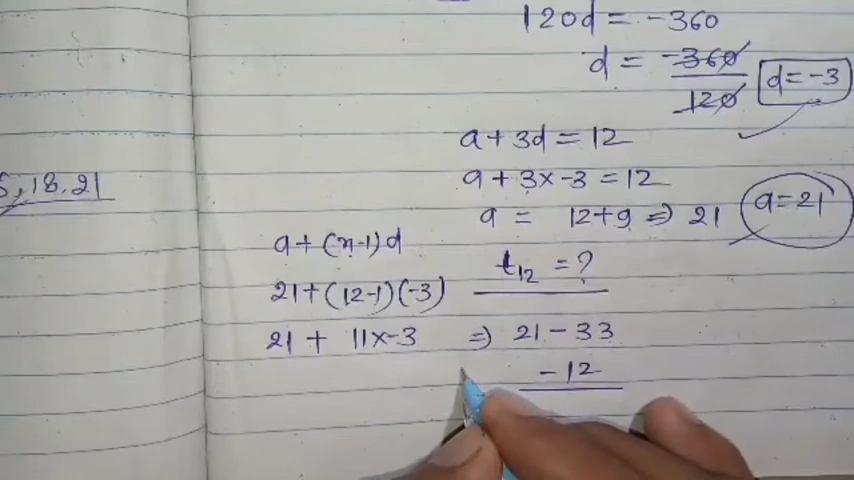 120d = -360
d = -360/120 d = -3
a + 3d = 12
a + 3x-3 = 12
,18,21
a = 12+9 => 21 a = 21
a + (n-1)d
t12 = ?
21 + (12-1)(-3)
21 + 11x-3 => 21 - 33
-12